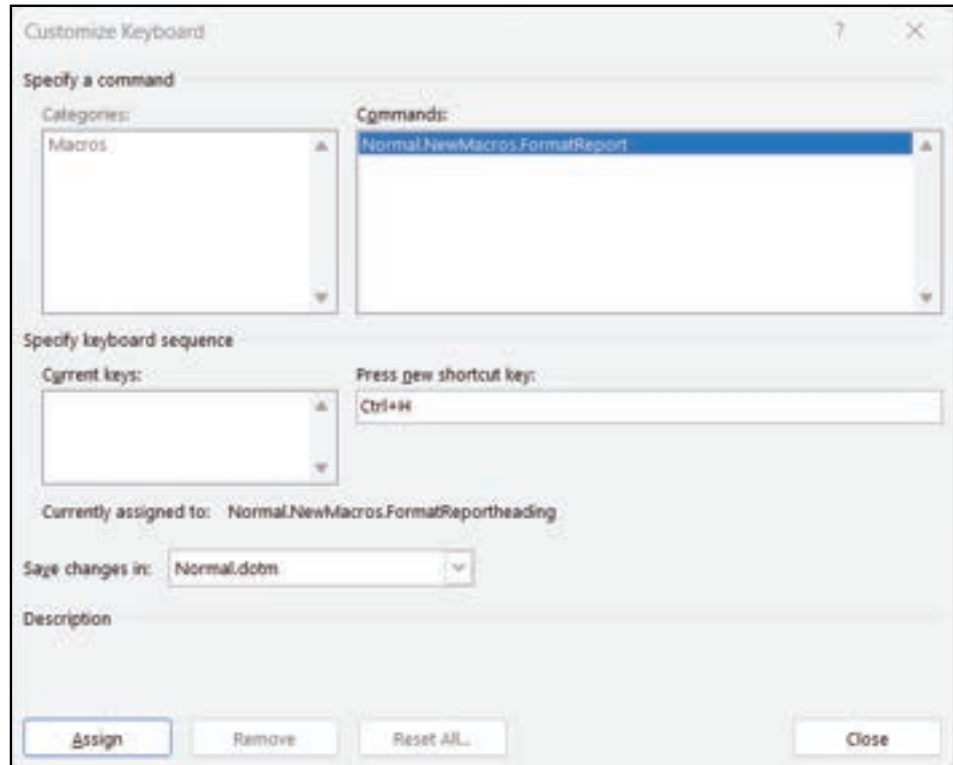 Customize Keyboard ? ×
Specify a command
Categories: Commands:
Macros Normal.NewMacros.FormatReport
Specify keyboard sequence
Current keys: Press new shortcut key:
Ctrl+H
Currently assigned to: Normal.NewMacros.FormatReportheading
Save changes in: Normal.dotm
Description
Assign Remove Reset All... Close